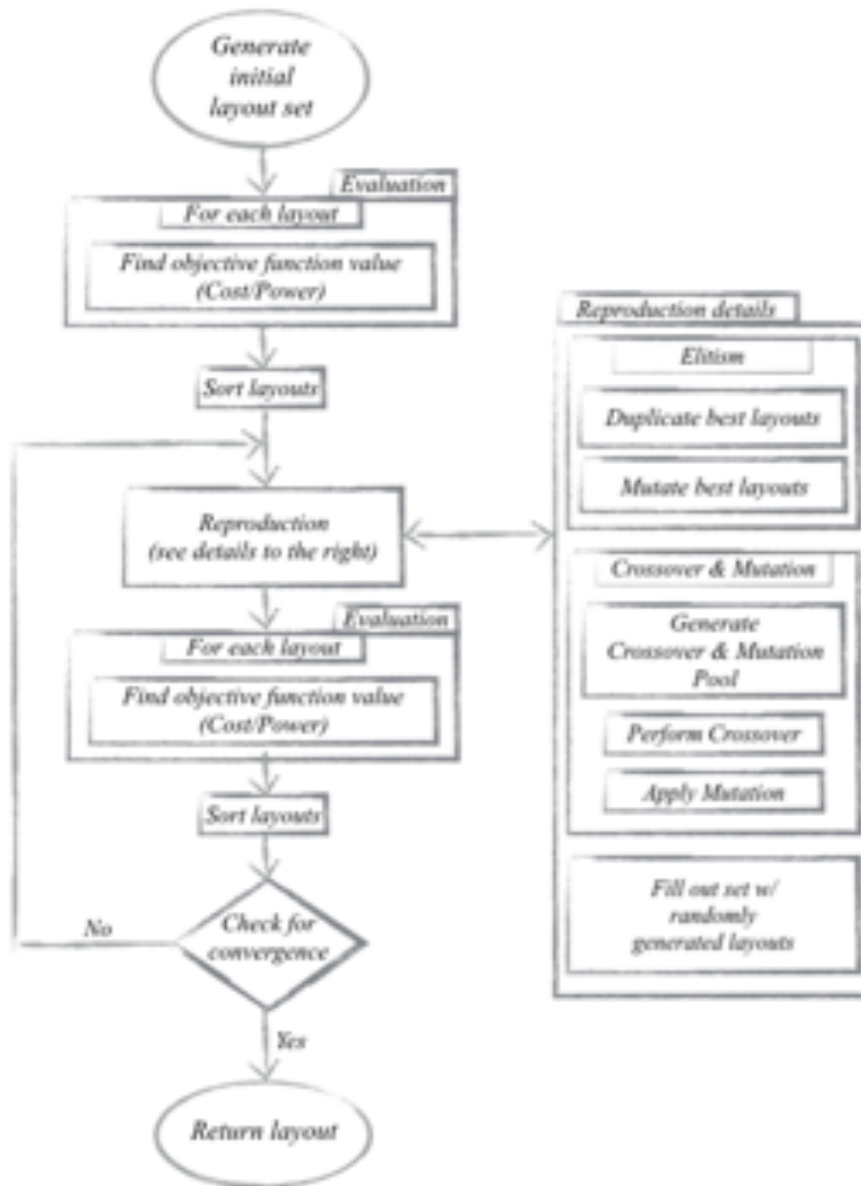 Generate
initial
layout set
Evaluation
For each layout
Find objective function value
(Cost/Power)
Sort layouts
Reproduction
(see details to the right)
Evaluation
For each layout
Find objective function value
(Cost/Power)
Sort layouts
Check for
convergence
No
Yes
Return layout
Reproduction details
Elitism
Duplicate best layouts
Mutate best layouts
Crossover & Mutation
Generate
Crossover & Mutation
Pool
Perform Crossover
Apply Mutation
Fill out set w/
randomly
generated layouts